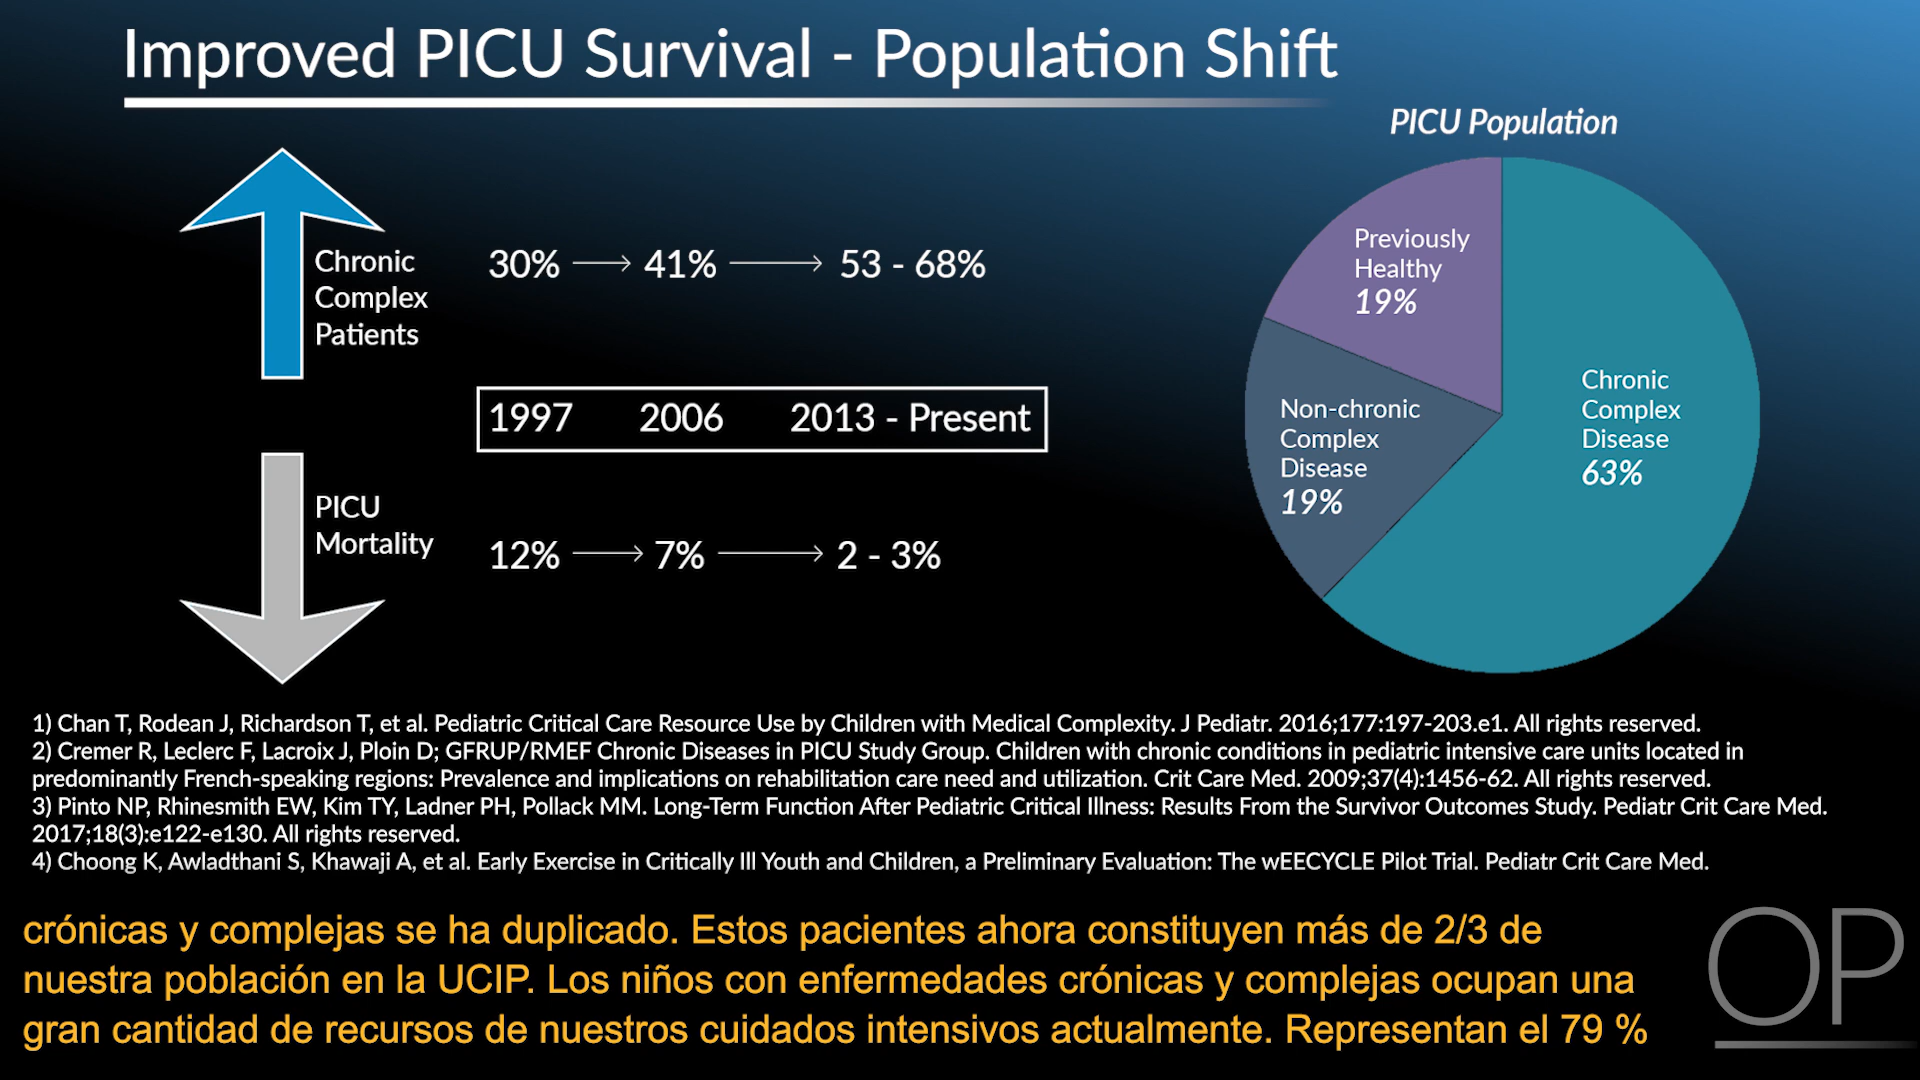 Improved PICU Survival - Population Shift
PICU Population
Chronic
Complex
Patients
30% → 41% → 53 - 68%
1997 2006 2013 - Present
PICU
Mortality
12% → 7% → 2 - 3%
Previously
Healthy
19%
Non-chronic
Complex
Disease
19%
Chronic
Complex
Disease
63%
1) Chan T, Rodean J, Richardson T, et al. Pediatric Critical Care Resource Use by Children with Medical Complexity. J Pediatr. 2016;177:197-203.e1. All rights reserved.
2) Cremer R, Leclerc F, Lacroix J, Ploin D; GFRUP/RMEF Chronic Diseases in PICU Study Group. Children with chronic conditions in pediatric intensive care units located in
predominantly French-speaking regions: Prevalence and implications on rehabilitation care need and utilization. Crit Care Med. 2009;37(4):1456-62. All rights reserved.
3) Pinto NP, Rhinesmith EW, Kim TY, Ladner PH, Pollack MM. Long-Term Function After Pediatric Critical Illness: Results From the Survivor Outcomes Study. Pediatr Crit Care Med.
2017;18(3):e122-e130. All rights reserved.
4) Choong K, Awladthani S, Khawaji A, et al. Early Exercise in Critically Ill Youth and Children, a Preliminary Evaluation: The wEECYCLE Pilot Trial. Pediatr Crit Care Med.
crónicas y complejas se ha duplicado. Estos pacientes ahora constituyen más de 2/3 de
nuestra población en la UCIP. Los niños con enfermedades crónicas y complejas ocupan una
gran cantidad de recursos de nuestros cuidados intensivos actualmente. Representan el 79 %
OP